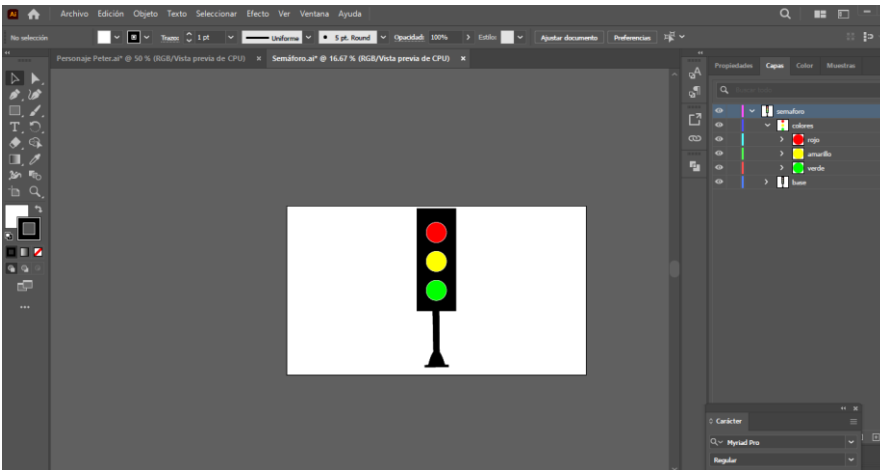 Ai Archivo Edición Objeto Texto Seleccionar Efecto Ver Ventana Ayuda
No selección Trazo: 1 pt Uniforme 5 pt. Round Opacidad: 100% Estilo: Ajustar documento Preferencias
Personaje Peter.ai* @ 50 % (RGB/Vista previa de CPU) × Semáforo.ai* @ 16.67 % (RGB/Vista previa de CPU) ×
Propiedades Capas Color Muestras
semaforo
colores
rojo
amarillo
verde
base
Carácter
Myriad Pro
Regular